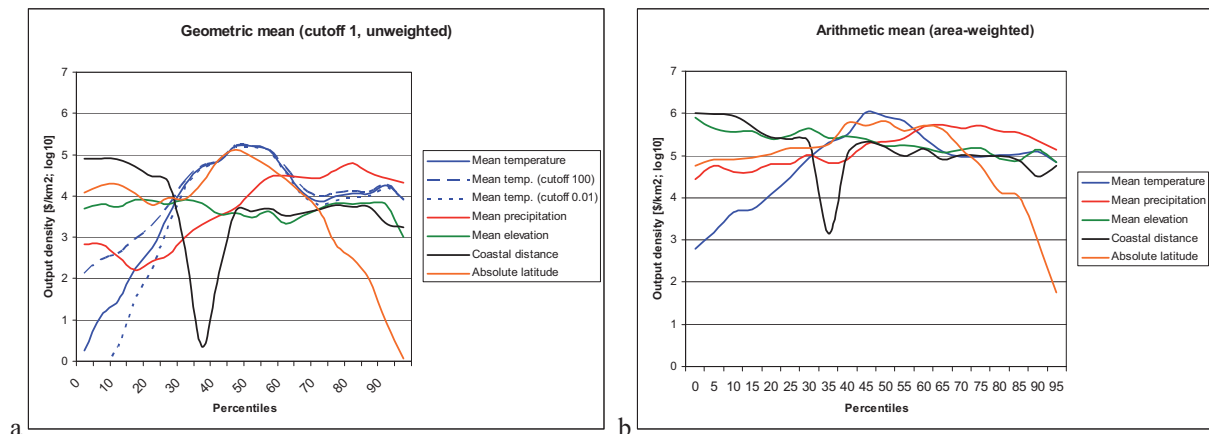 Geometric mean (cutoff 1, unweighted)
Output density [$/km2; log10]
7
6
5
4
3
2
1
0
0 10 20 30 40 50 60 70 80 90
Percentiles
Mean temperature
Mean temp. (cutoff 100)
Mean temp. (cutoff 0.01)
Mean precipitation
Mean elevation
Coastal distance
Absolute latitude
a
Arithmetic mean (area-weighted)
Output density [$/km2; log10]
7
6
5
4
3
2
1
0
0 5 10 15 20 25 30 35 40 45 50 55 60 65 70 75 80 85 90 95
Percentiles
Mean temperature
Mean precipitation
Mean elevation
Coastal distance
Absolute latitude
b